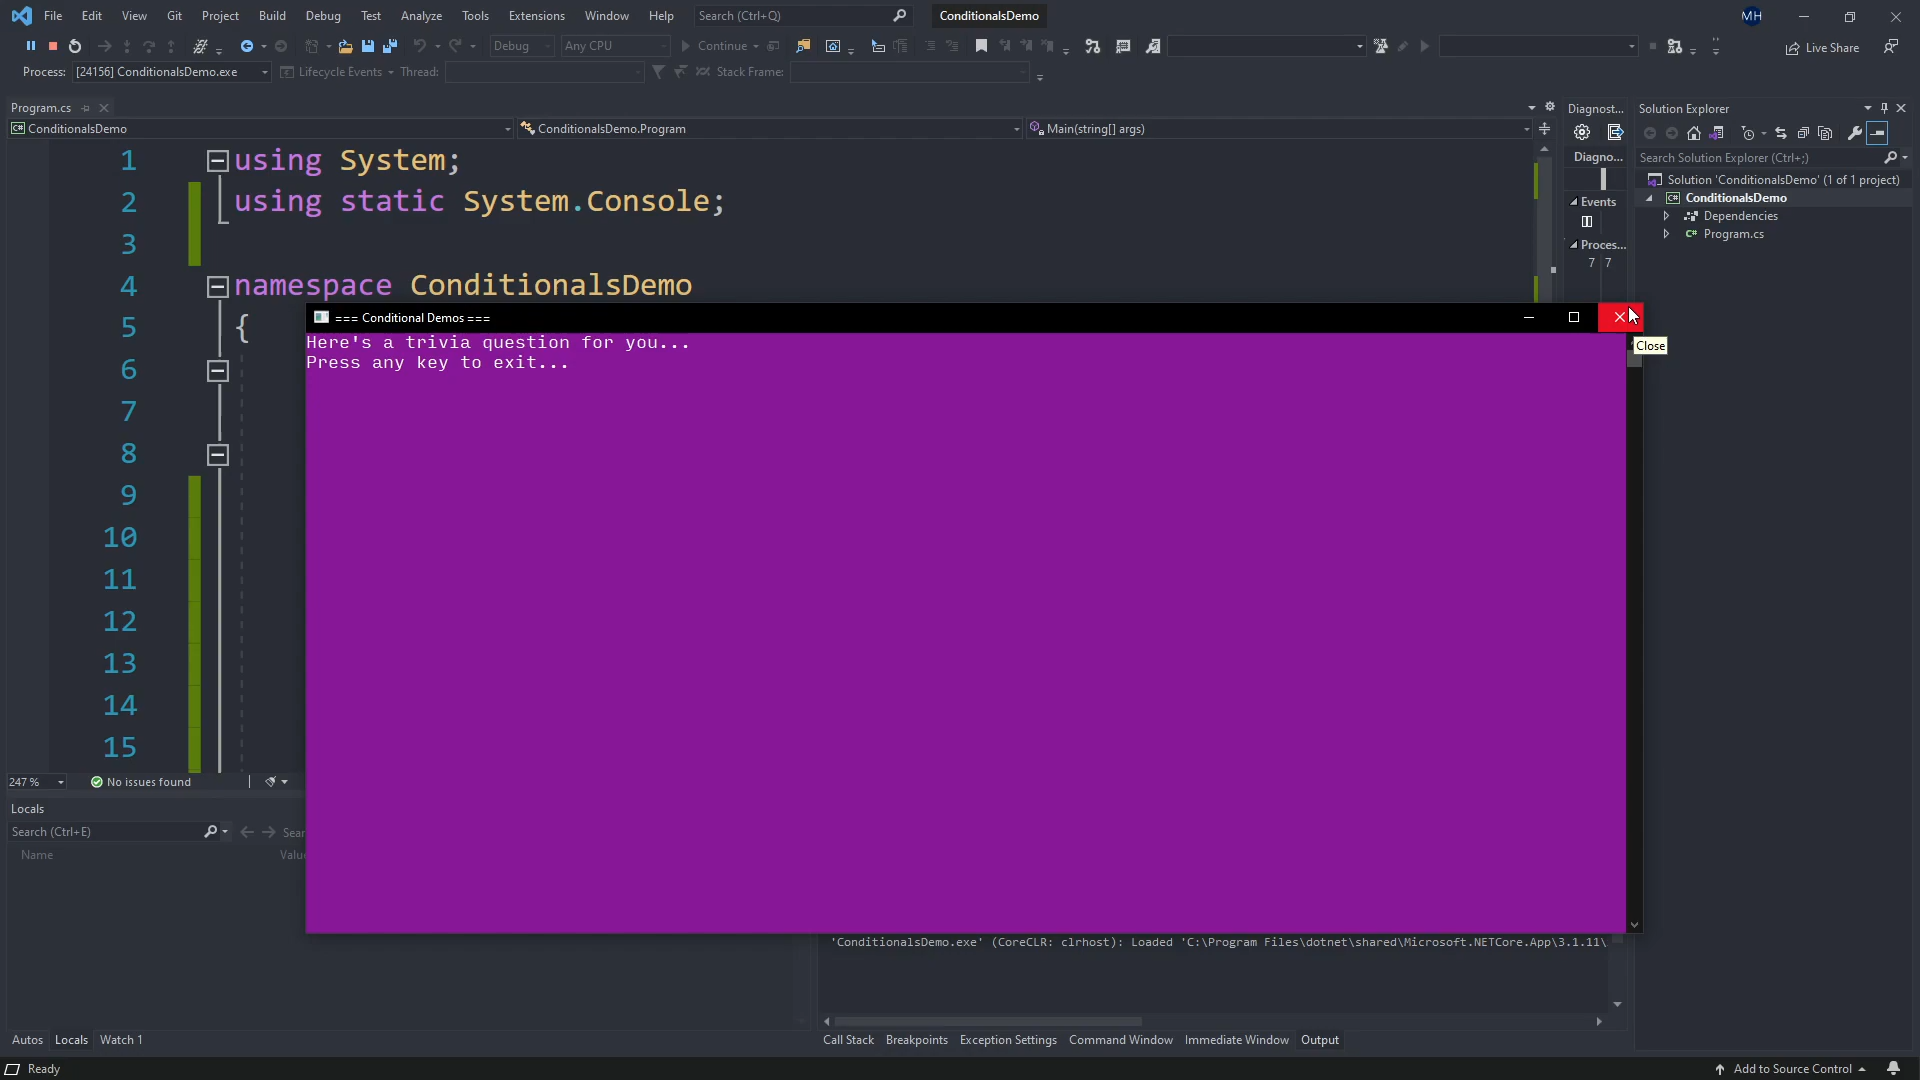 File Edit View Git Project Build Debug Test Analyze Tools Extensions Window Help Search (Ctrl+Q) ConditionalsDemo MH
Debug Any CPU Continue Live Share
Process: [24156] ConditionalsDemo.exe Lifecycle Events Thread: Stack Frame:
Program.cs
ConditionalsDemo ConditionalsDemo.Program Main(string[] args)
1 using System;
2 using static System.Console;
3
4 namespace ConditionalsDemo
5 {
6
7
8
9
10
11
12
13
14
15
=== Conditional Demos ===
Here's a trivia question for you...
Press any key to exit...
Close
Diagnost...
Diagno...
Events
Proces...
7 7
Solution Explorer
Search Solution Explorer (Ctrl+;)
Solution 'ConditionalsDemo' (1 of 1 project)
ConditionalsDemo
Dependencies
C# Program.cs
247 % No issues found
Locals
Search (Ctrl+E) Sear
Name Valu
'ConditionalsDemo.exe' (CoreCLR: clrhost): Loaded 'C:\Program Files\dotnet\shared\Microsoft.NETCore.App\3.1.11\
Autos Locals Watch 1 Call Stack Breakpoints Exception Settings Command Window Immediate Window Output
Ready Add to Source Control